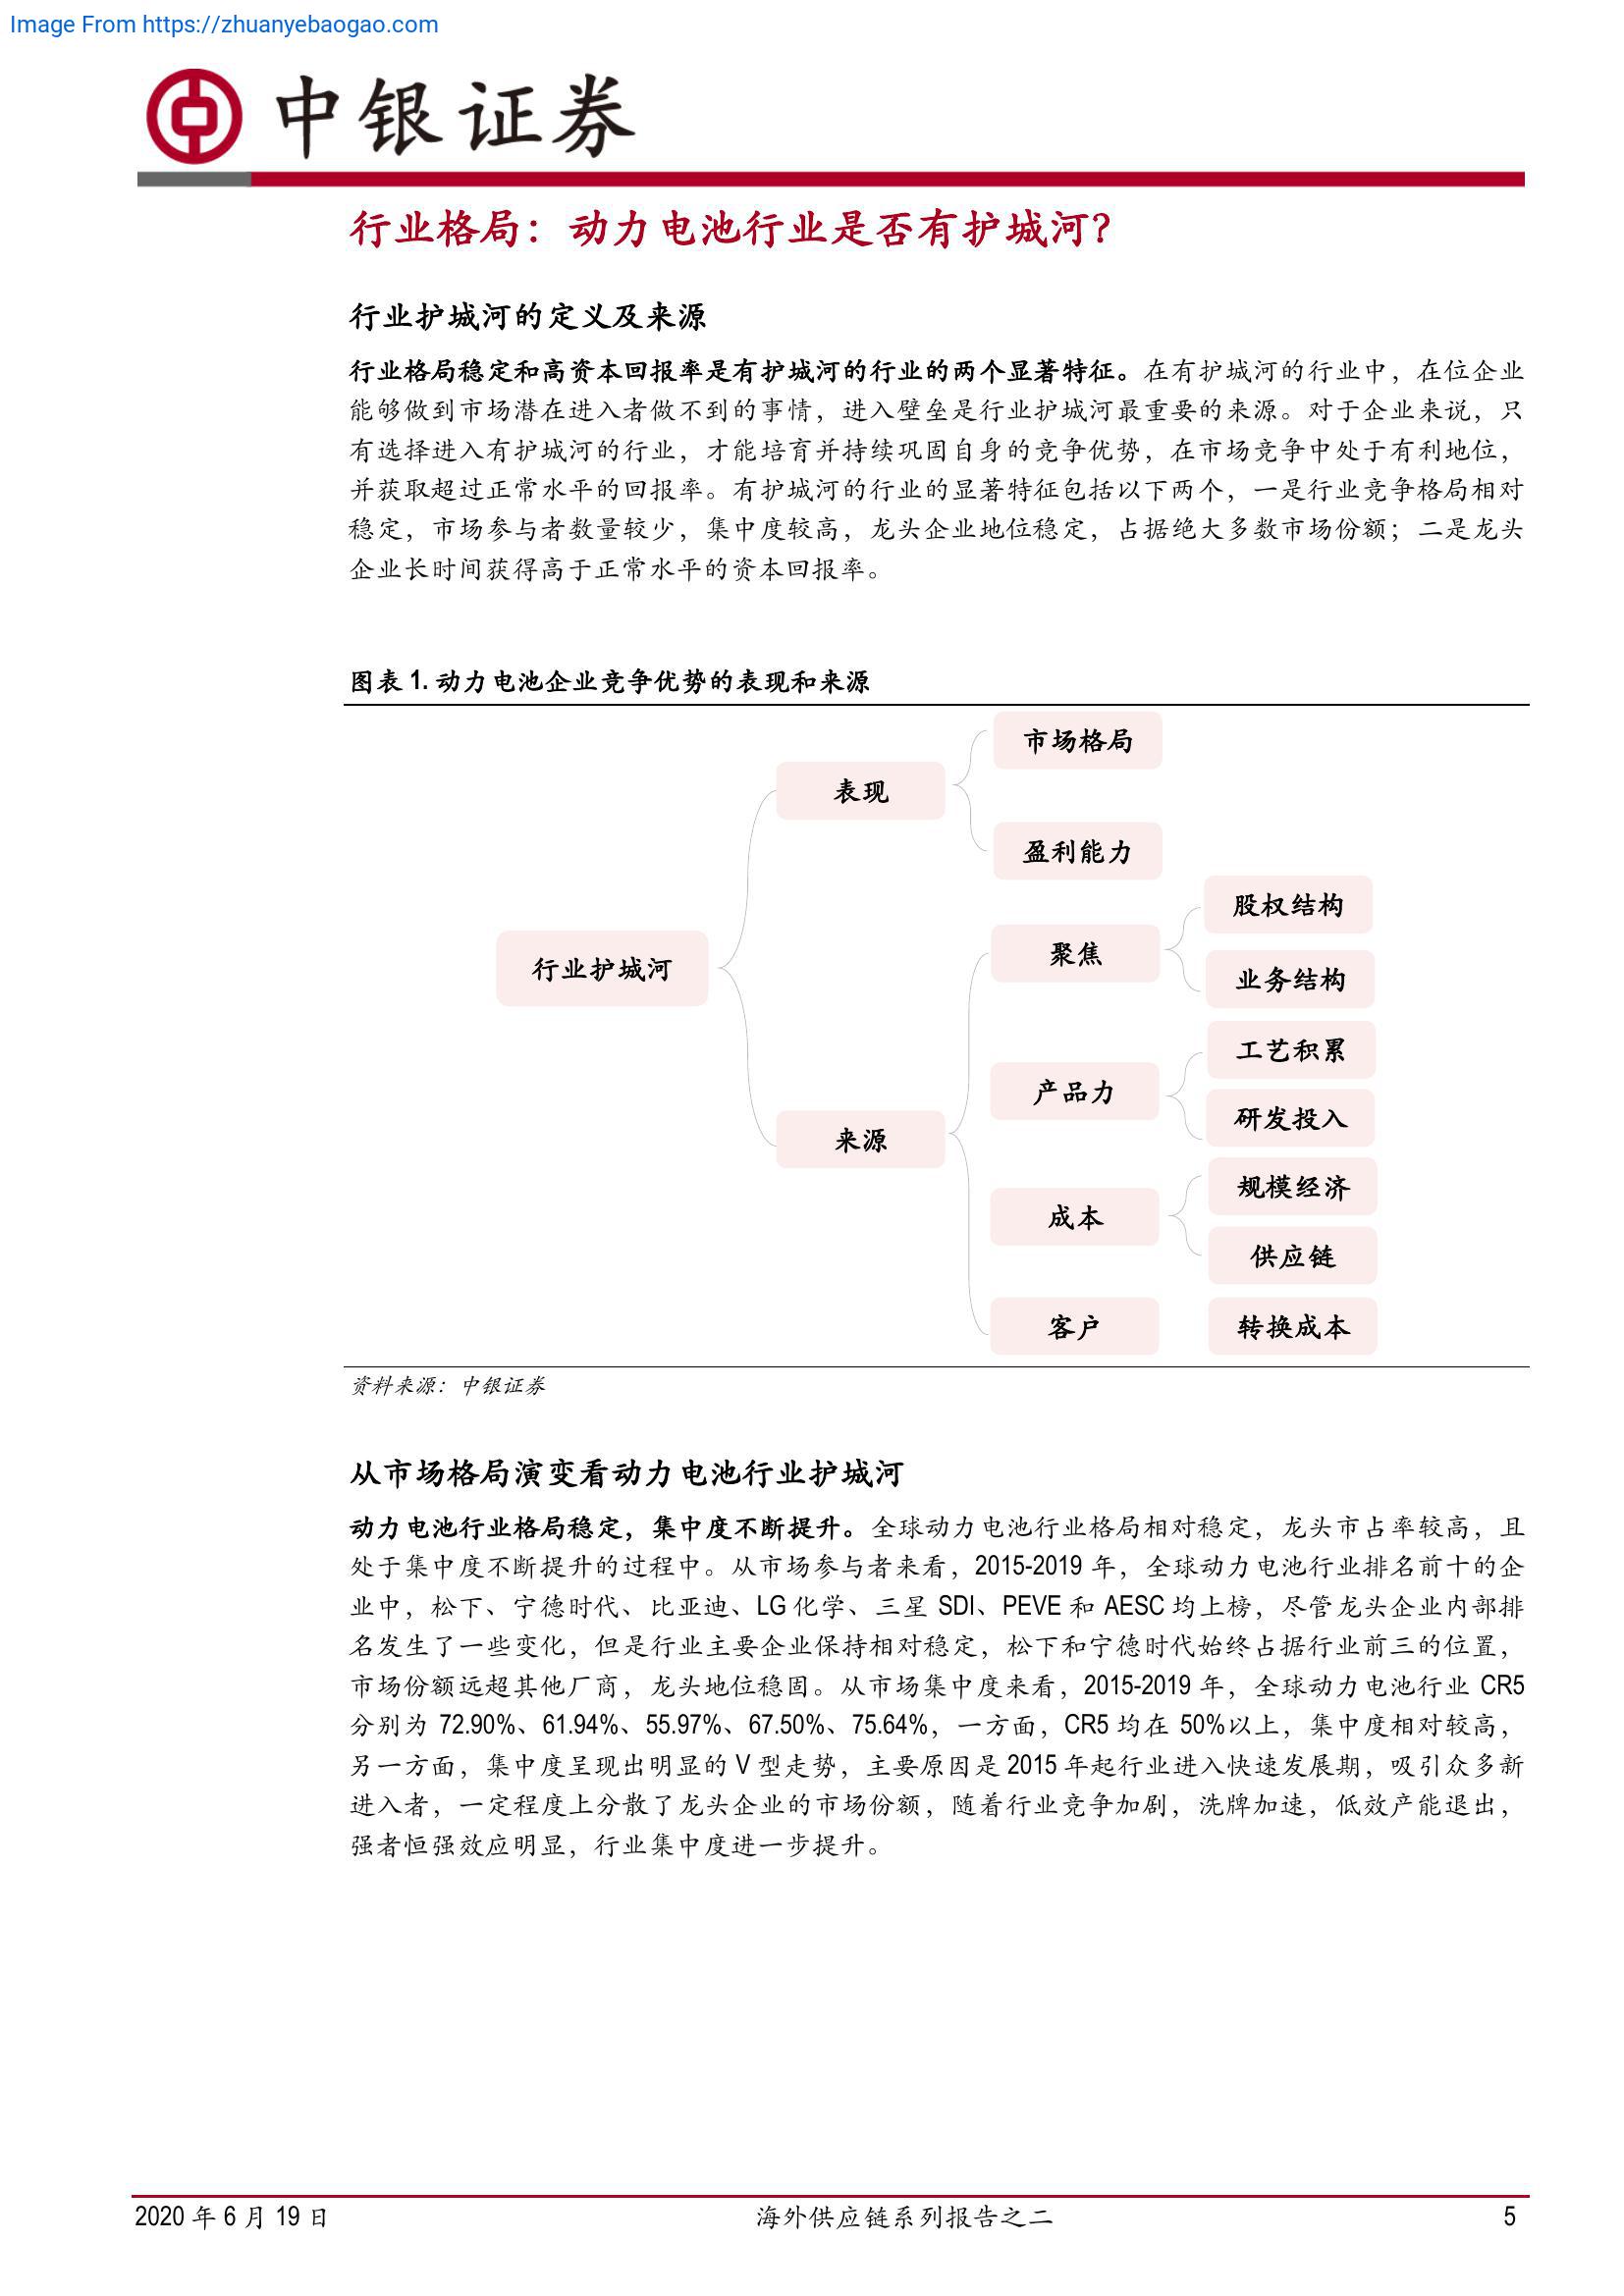 Image From https://zhuanyebaogao.com
中银证券
行业格局：动力电池行业是否有护城河？
行业护城河的定义及来源
行业格局稳定和高资本回报率是有护城河的行业的两个显著特征。在有护城河的行业中，在位企业
能够做到市场潜在进入者做不到的事情，进入壁垒是行业护城河最重要的来源。对于企业来说，只
有选择进入有护城河的行业，才能培育并持续巩固自身的竞争优势，在市场竞争中处于有利地位，
并获取超过正常水平的回报率。有护城河的行业的显著特征包括以下两个，一是行业竞争格局相对
稳定，市场参与者数量较少，集中度较高，龙头企业地位稳定，占据绝大多数市场份额；二是龙头
企业长时间获得高于正常水平的资本回报率。
图表 1. 动力电池企业竞争优势的表现和来源
市场格局
表现
盈利能力
股权结构
聚焦
行业护城河
业务结构
工艺积累
产品力
研发投入
来源
规模经济
成本
供应链
客户
转换成本
资料来源：中银证券
从市场格局演变看动力电池行业护城河
动力电池行业格局稳定，集中度不断提升。全球动力电池行业格局相对稳定，龙头市占率较高，且
处于集中度不断提升的过程中。从市场参与者来看，2015-2019 年，全球动力电池行业排名前十的企
业中，松下、宁德时代、比亚迪、LG 化学、三星 SDI、PEVE 和 AESC 均上榜，尽管龙头企业内部排
名发生了一些变化，但是行业主要企业保持相对稳定，松下和宁德时代始终占据行业前三的位置，
市场份额远超其他厂商，龙头地位稳固。从市场集中度来看，2015-2019 年，全球动力电池行业 CR5
分别为 72.90%、61.94%、55.97%、67.50%、75.64%，一方面，CR5 均在 50%以上，集中度相对较高，
另一方面，集中度呈现出明显的 V 型走势，主要原因是 2015 年起行业进入快速发展期，吸引众多新
进入者，一定程度上分散了龙头企业的市场份额，随着行业竞争加剧，洗牌加速，低效产能退出，
强者恒强效应明显，行业集中度进一步提升。
2020 年 6 月 19 日
海外供应链系列报告之二
5